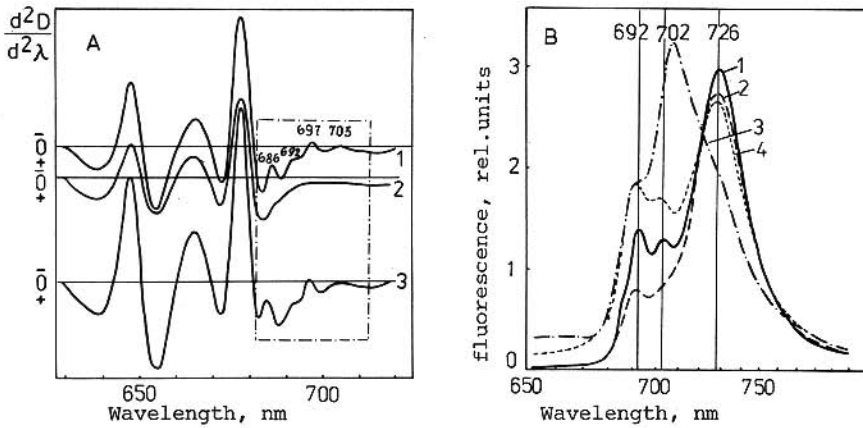 d²D
d²λ
A
697 703
686 692
0̄
+
1
0̄
+
2
0̄
+
3
650 700
Wavelength, nm
B
692 702 726
1
2
3
4
3
2
1
0
fluorescence, rel.units
650 700 750
Wavelength, nm